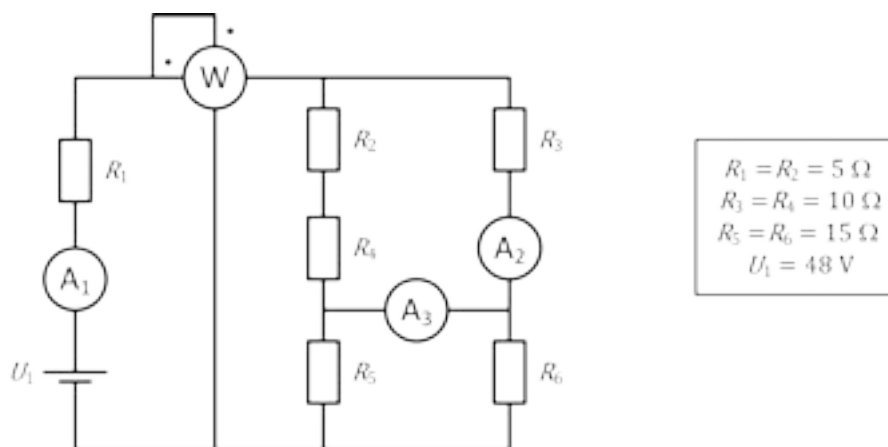 * *
W
R₁ R₂ R₃
A₁ R₄ A₂
A₃
U₁ R₅ R₆
R₁ = R₂ = 5 Ω
R₃ = R₄ = 10 Ω
R₅ = R₆ = 15 Ω
U₁ = 48 V